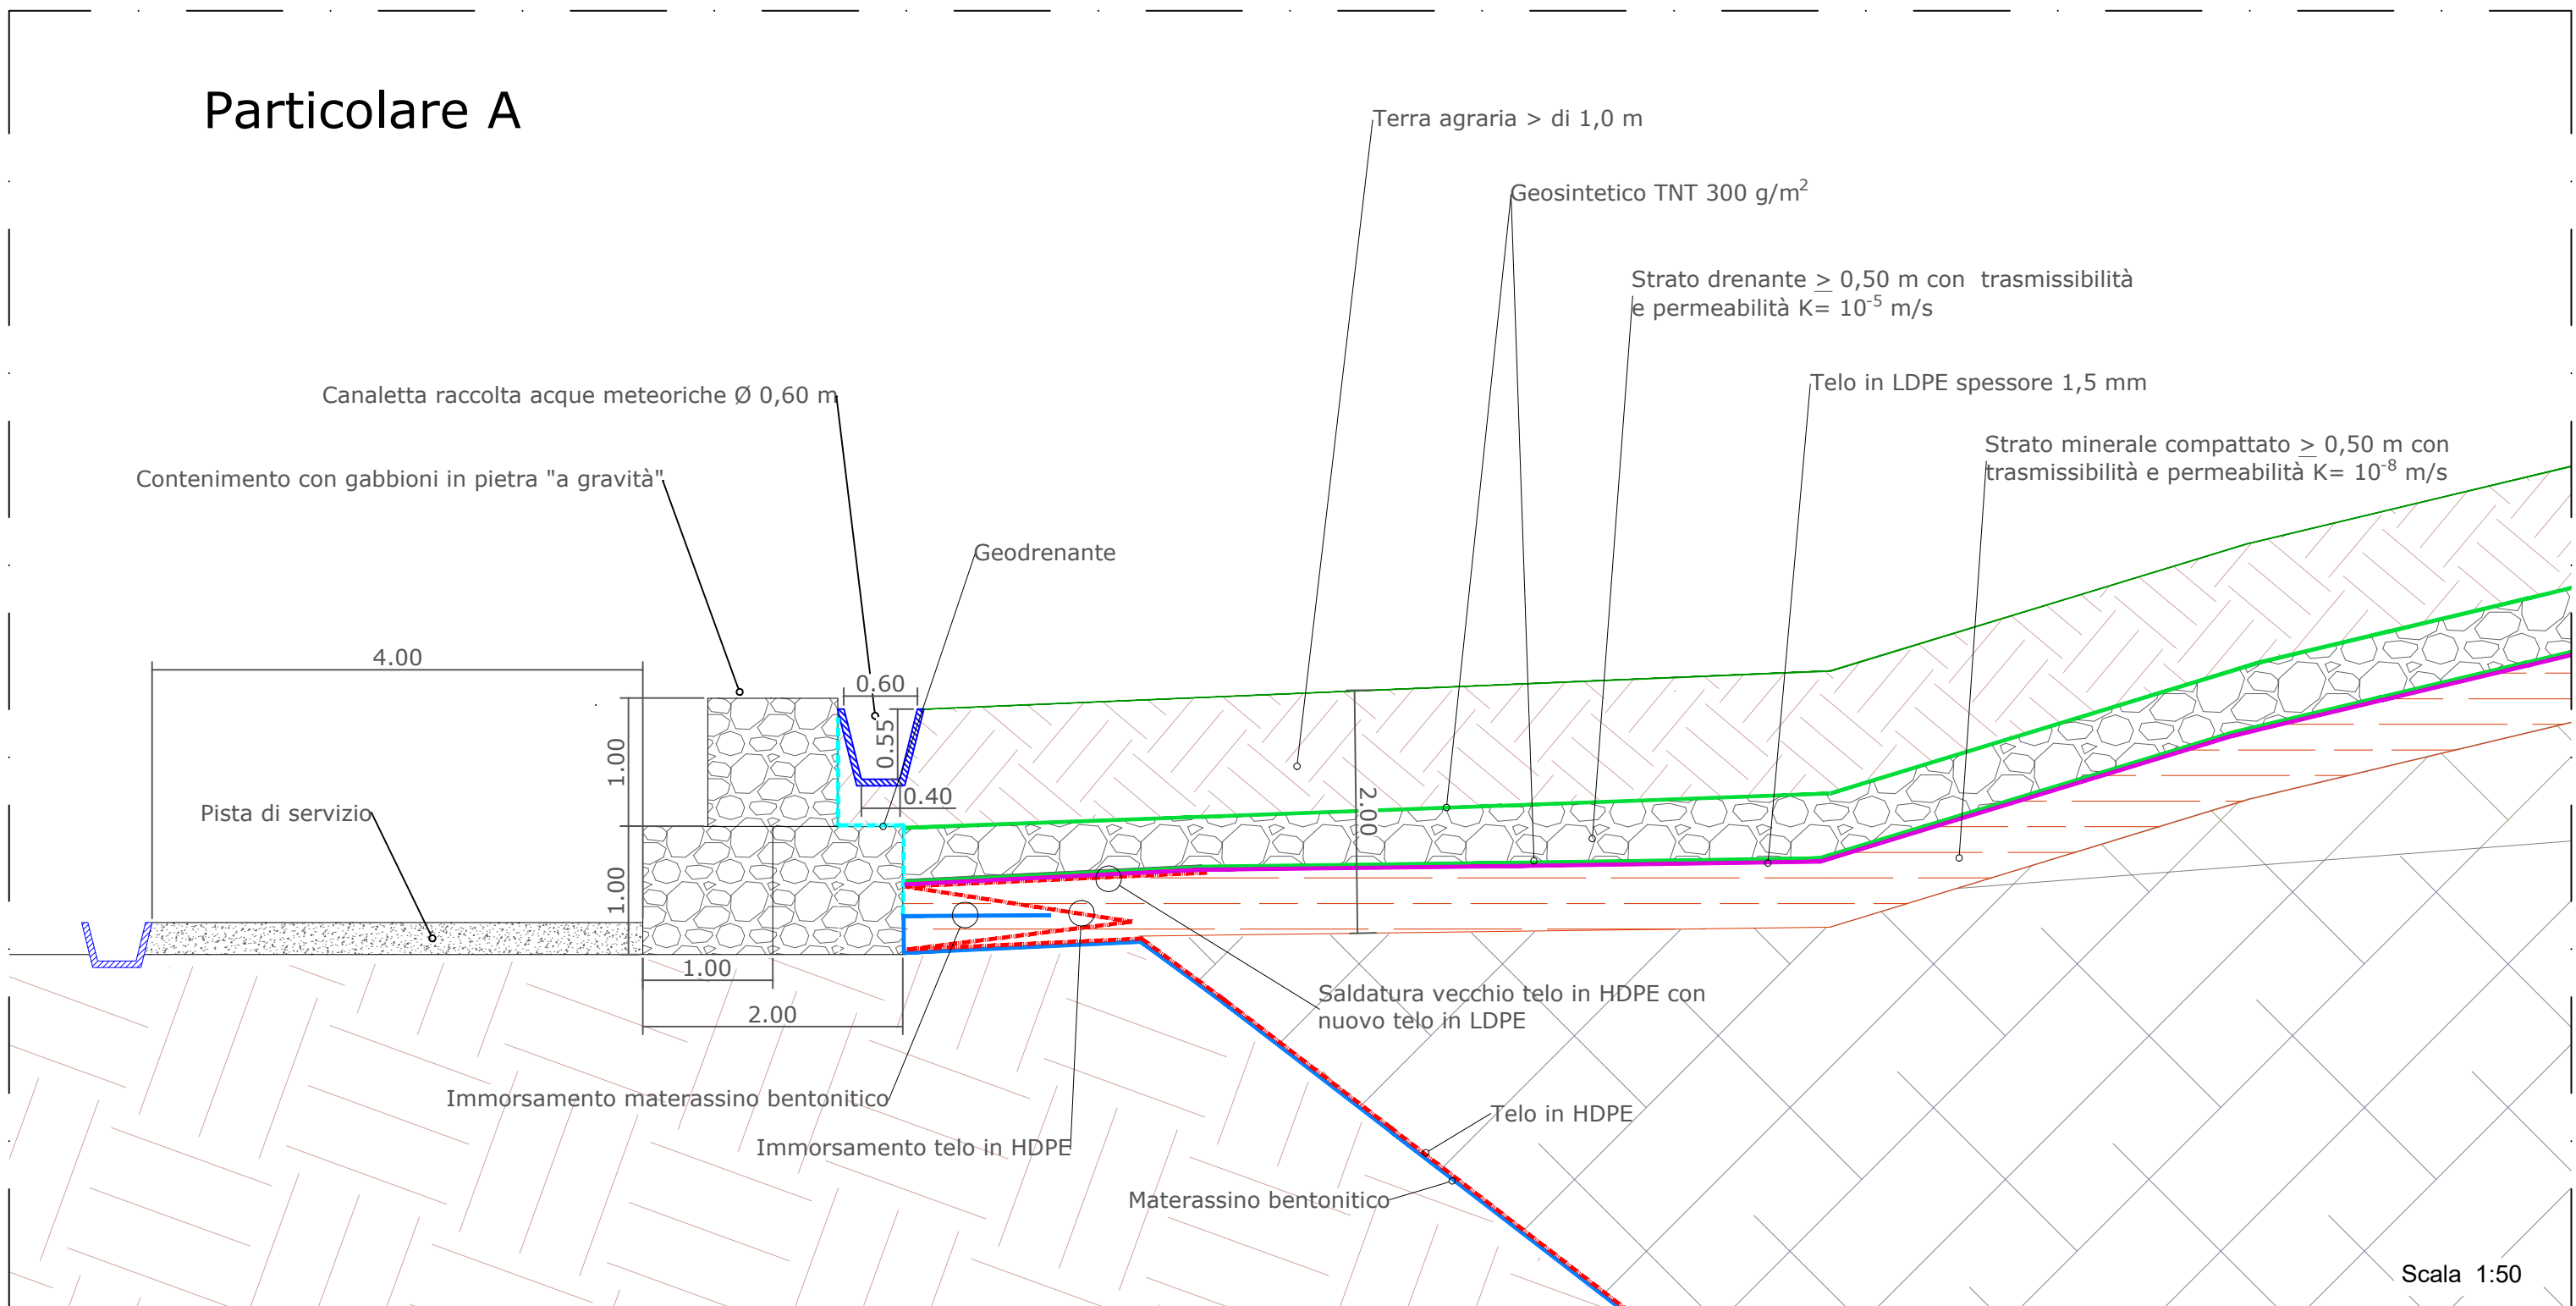 Particolare A
Terra agraria > di 1,0 m
Geosintetico TNT 300 g/m²
Strato drenante ≥ 0,50 m con trasmissibilità
e permeabilità K= 10⁻⁵ m/s
Telo in LDPE spessore 1,5 mm
Canaletta raccolta acque meteoriche Ø 0,60 m
Strato minerale compattato ≥ 0,50 m con
trasmissibilità e permeabilità K= 10⁻⁸ m/s
Contenimento con gabbioni in pietra "a gravità"
Geodrenante
4.00
0.60
0.55
1.00
0.40
2.00
Pista di servizio
1.00
1.00
2.00
Saldatura vecchio telo in HDPE con
nuovo telo in LDPE
Immorsamento materassino bentonitico
Telo in HDPE
Immorsamento telo in HDPE
Materassino bentonitico
Scala 1:50